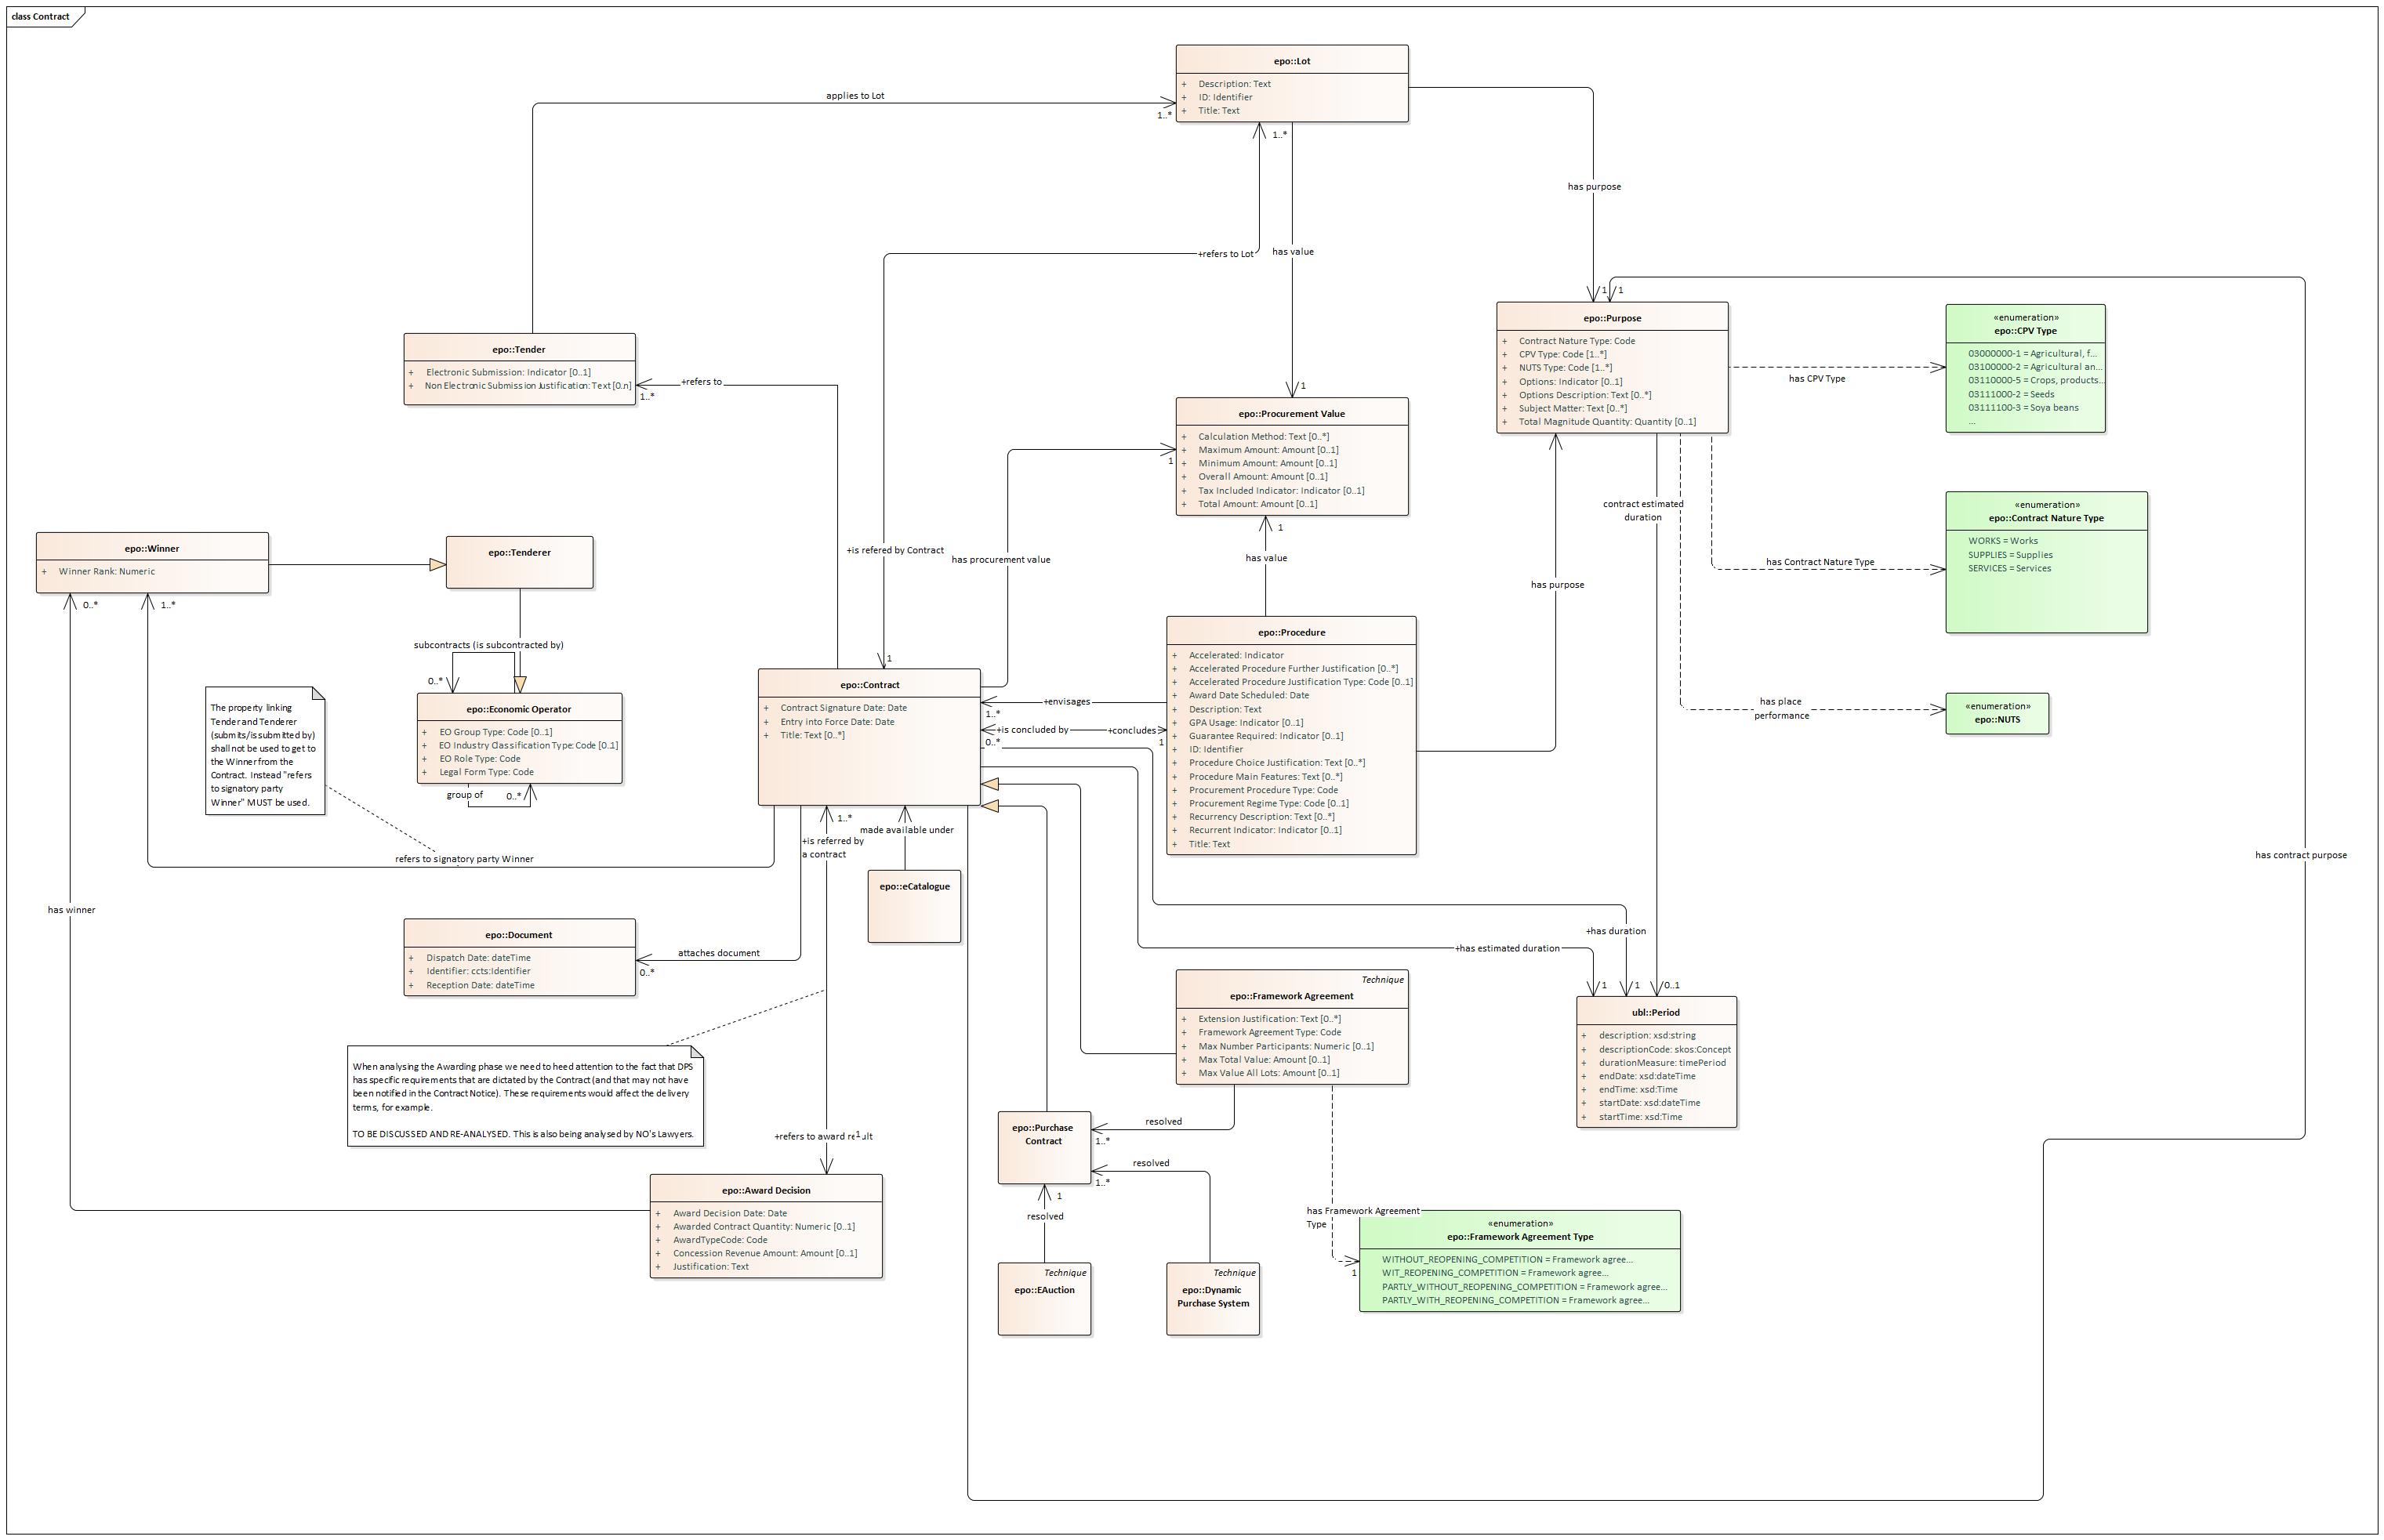 class Contract
epo::Lot
+ Description: Text
+ ID: Identifier
+ Title: Text
applies to Lot
1..*
1..*
has purpose
+refers to Lot
has value
1
1
1
epo::Purpose
+ Contract Nature Type: Code
+ CPV Type: Code [1..*]
+ NUTS Type: Code [1..*]
+ Options: Indicator [0..1]
+ Options Description: Text [0..*]
+ Subject Matter: Text [0..*]
+ Total Magnitude Quantity: Quantity [0..1]
«enumeration»
epo::CPV Type
03000000-1 = Agricultural, f...
03100000-2 = Agricultural an...
03110000-5 = Crops, products...
03111000-2 = Seeds
03111100-3 = Soya beans
...
has CPV Type
epo::Tender
+ Electronic Submission: Indicator [0..1]
+ Non Electronic Submission Justification: Text [0..n]
+refers to
1..*
epo::Procurement Value
+ Calculation Method: Text [0..*]
+ Maximum Amount: Amount [0..1]
+ Minimum Amount: Amount [0..1]
+ Overall Amount: Amount [0..1]
+ Tax Included Indicator: Indicator [0..1]
+ Total Amount: Amount [0..1]
1
1
contract estimated
duration
«enumeration»
epo::Contract Nature Type
WORKS = Works
SUPPLIES = Supplies
SERVICES = Services
has Contract Nature Type
epo::Winner
+ Winner Rank: Numeric
epo::Tenderer
+is refered by Contract
has procurement value
has value
has purpose
0..*
1..*
subcontracts (is subcontracted by)
0..*
1
epo::Procedure
+ Accelerated: Indicator
+ Accelerated Procedure Further Justification [0..*]
+ Accelerated Procedure Justification Type: Code [0..1]
+ Award Date Scheduled: Date
+ Description: Text
+ GPA Usage: Indicator [0..1]
+ Guarantee Required: Indicator [0..1]
+ ID: Identifier
+ Procedure Choice Justification: Text [0..*]
+ Procedure Main Features: Text [0..*]
+ Procurement Procedure Type: Code
+ Procurement Regime Type: Code [0..1]
+ Recurrency Description: Text [0..*]
+ Recurrent Indicator: Indicator [0..1]
+ Title: Text
epo::Contract
+ Contract Signature Date: Date
+ Entry into Force Date: Date
+ Title: Text [0..*]
+envisages
1..*
+is concluded by
+concludes
0..*
1
has place
performance
«enumeration»
epo::NUTS
The property linking
Tender and Tenderer
(submits/is submitted by)
shall not be used to get to
the Winner from the
Contract. Instead "refers
to signatory party
Winner" MUST be used.
epo::Economic Operator
+ EO Group Type: Code [0..1]
+ EO Industry Classification Type: Code [0..1]
+ EO Role Type: Code
+ Legal Form Type: Code
group of
0..*
1..*
made available under
+is referred by
a contract
refers to signatory party Winner
has contract purpose
epo::eCatalogue
has winner
epo::Document
+ Dispatch Date: dateTime
+ Identifier: ccts:Identifier
+ Reception Date: dateTime
attaches document
0..*
+has duration
+has estimated duration
1
1
0..1
epo::Framework Agreement
Technique
+ Extension Justification: Text [0..*]
+ Framework Agreement Type: Code
+ Max Number Participants: Numeric [0..1]
+ Max Total Value: Amount [0..1]
+ Max Value All Lots: Amount [0..1]
ubl::Period
+ description: xsd:string
+ descriptionCode: skos:Concept
+ durationMeasure: timePeriod
+ endDate: xsd:dateTime
+ endTime: xsd:Time
+ startDate: xsd:dateTime
+ startTime: xsd:Time
When analysing the Awarding phase we need to heed attention to the fact that DPS
has specific requirements that are dictated by the Contract (and that may not have
been notified in the Contract Notice). These requirements would affect the delivery
terms, for example.
TO BE DISCUSSED AND RE-ANALYSED. This is also being analysed by NO's Lawyers.
+refers to award result
1
epo::Purchase
Contract
resolved
1..*
resolved
1..*
1
resolved
epo::Award Decision
+ Award Decision Date: Date
+ Awarded Contract Quantity: Numeric [0..1]
+ AwardTypeCode: Code
+ Concession Revenue Amount: Amount [0..1]
+ Justification: Text
has Framework Agreement
Type
1
«enumeration»
epo::Framework Agreement Type
WITHOUT_REOPENING_COMPETITION = Framework agree...
WIT_REOPENING_COMPETITION = Framework agree...
PARTLY_WITHOUT_REOPENING_COMPETITION = Framework agree...
PARTLY_WITH_REOPENING_COMPETITION = Framework agree...
Technique
epo::EAuction
Technique
epo::Dynamic
Purchase System